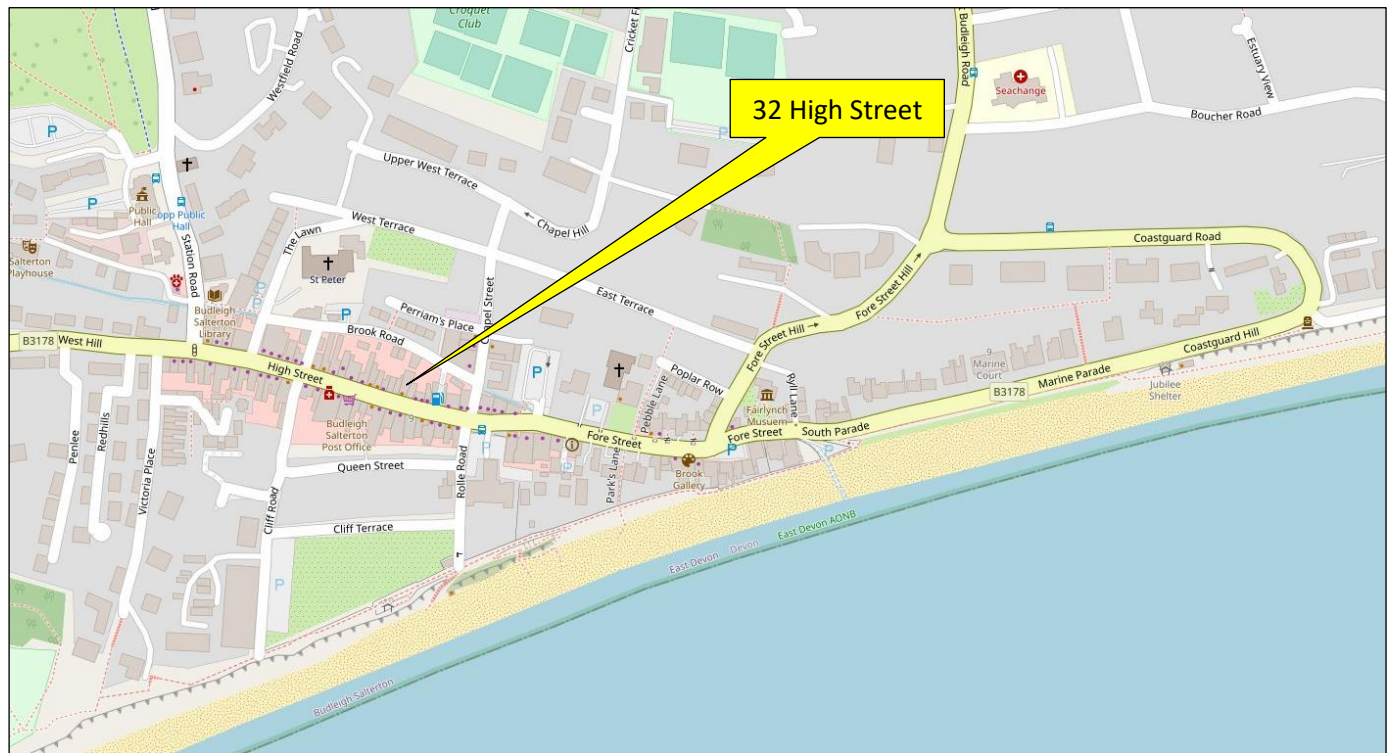 Croquet
Club
Cricket F
t Budleigh Road
Estuary View
Westfield Road
Seachange
32 High Street
Boucher Road
P
Upper West Terrace
Public
Hall
opp Public
Hall
P
← Chapel Hill
The Lawn
West Terrace
Coastguard Road
Salterton
Playhouse
Station Road
St Peter
East Terrace
Fore Street Hill →
Budleigh
Salterton
Library
P
Perriam's Place
Chapel Street
Brook Road
B3178
West Hill
High Street
P
Poplar Row
Fore Street Hill →
Ryll Lane
9
Marine
Court
Marine Parade
Coastguard Hill
B3178
Jubilee
Shelter
Pebble Lane
Fairlynch
Musuem
Budleigh
Salterton
Post Office
P
Fore Street
Fore Street
South Parade
P
P
Penlee
Redhills
Victoria Place
Queen Street
Rolle Road
Park's Lane
Brook
Gallery
Cliff Road
Cliff Terrace
P
East Devon
Devon
East Devon AONB
Budleigh Salterton